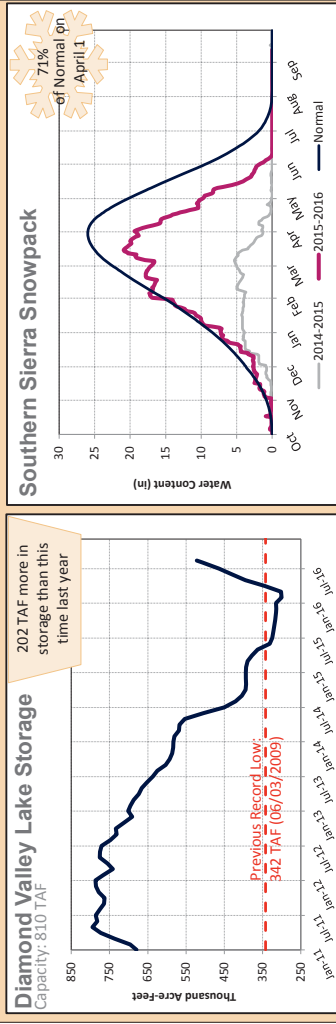 Diamond Valley Lake Storage
Capacity: 810 TAF
202 TAF more in
storage than this
time last year
Thousand Acre-Feet
850
750
650
550
450
350
250
Previous Record Low:
342 TAF (06/03/2009)
Jan-11
Jul-11
Jan-12
Jul-12
Jan-13
Jul-13
Jan-14
Jul-14
Jan-15
Jul-15
Jan-16
Jul-16
Southern Sierra Snowpack
71%
of Normal on
April 1
Water Content (in)
30
25
20
15
10
5
0
Oct
Nov
Dec
Jan
Feb
Mar
Apr
May
Jun
Jul
Aug
Sep
2014-2015
2015-2016
Normal